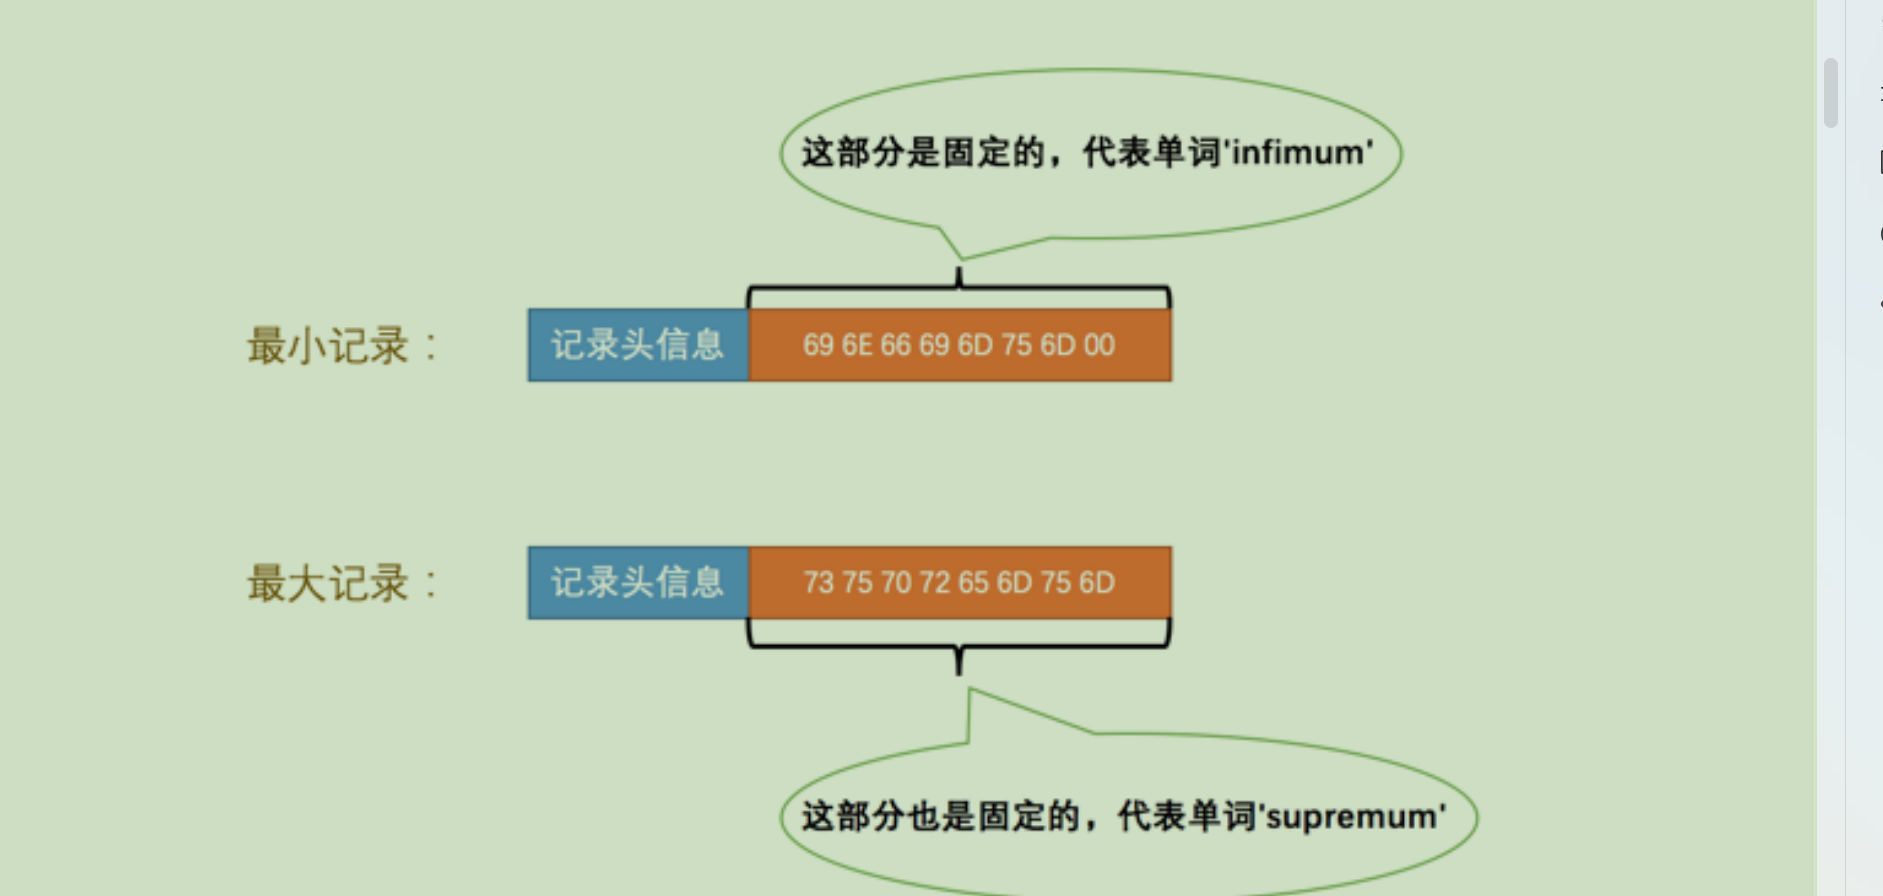 这部分是固定的，代表单词'infimum'
最小记录：
记录头信息
69 6E 66 69 6D 75 6D 00
最大记录：
记录头信息
73 75 70 72 65 6D 75 6D
这部分也是固定的，代表单词'supremum'